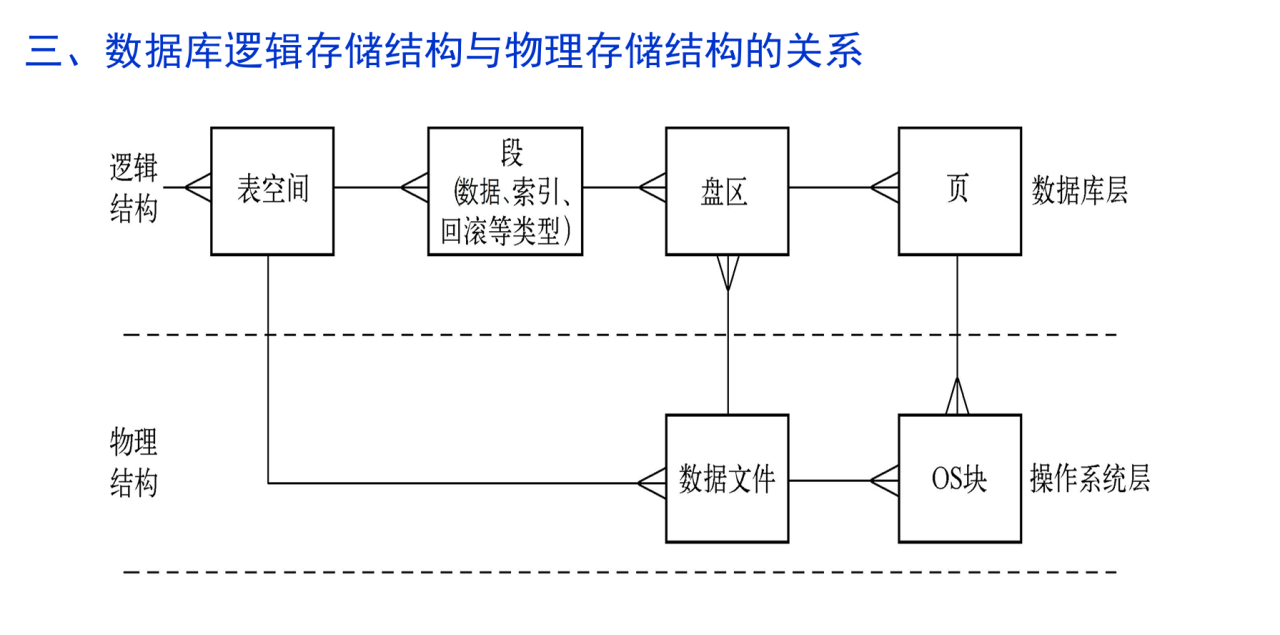 三、数据库逻辑存储结构与物理存储结构的关系
逻辑
结构
表空间
段
(数据、索引、
回滚等类型)
盘区
页
数据库层
物理
结构
数据文件
OS块
操作系统层